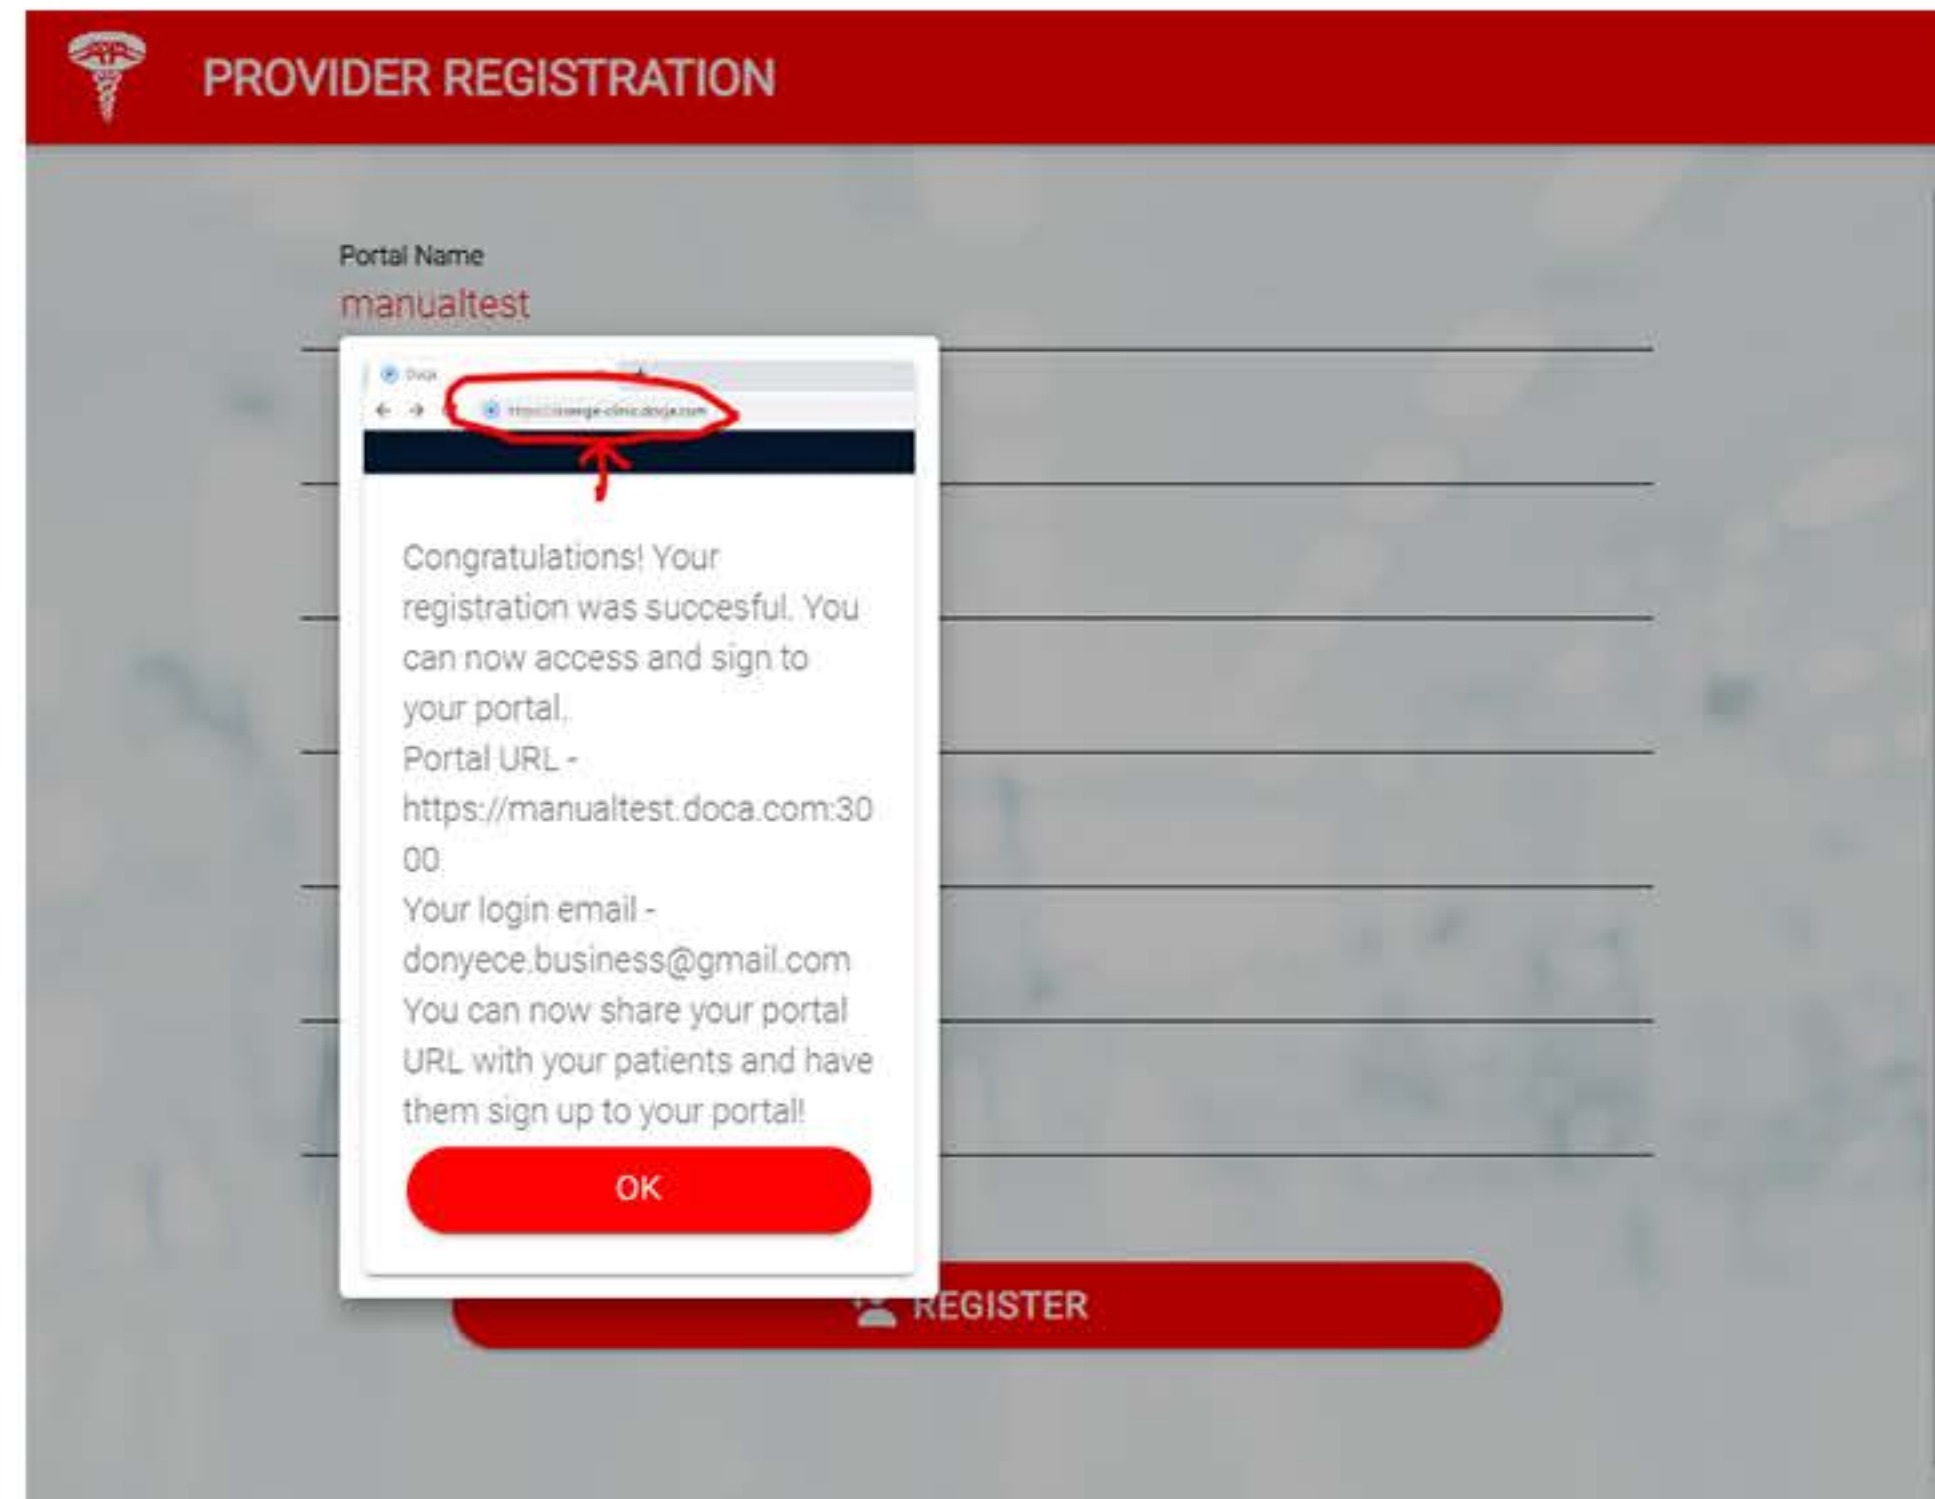 PROVIDER REGISTRATION
Portal Name
manualtest
Congratulations! Your
registration was succesful. You
can now access and sign to
your portal.
Portal URL -
https://manualtest.doca.com:30
00
Your login email -
donyece.business@gmail.com
You can now share your portal
URL with your patients and have
them sign up to your portal!
OK
REGISTER